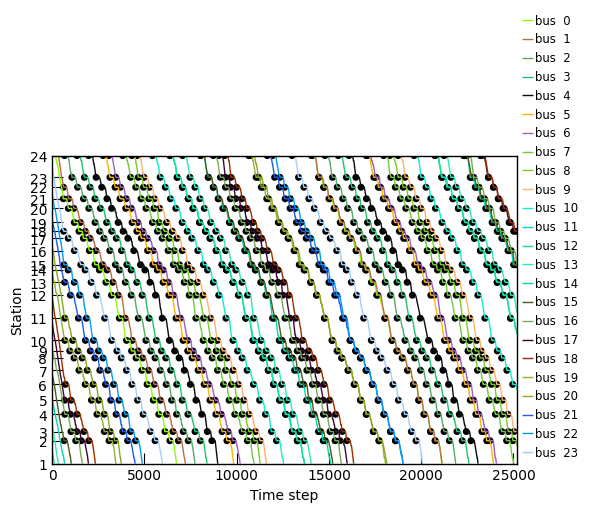 bus 0
bus 1
bus 2
bus 3
bus 4
bus 5
bus 6
bus 7
bus 8
bus 9
bus 10
bus 11
bus 12
bus 13
bus 14
bus 15
bus 16
bus 17
bus 18
bus 19
bus 20
bus 21
bus 22
bus 23
24
23
22
21
20
19
18
17
16
15
14
13
12
11
10
9
8
7
6
5
4
3
2
1
Station
0 5000 10000 15000 20000 25000
Time step